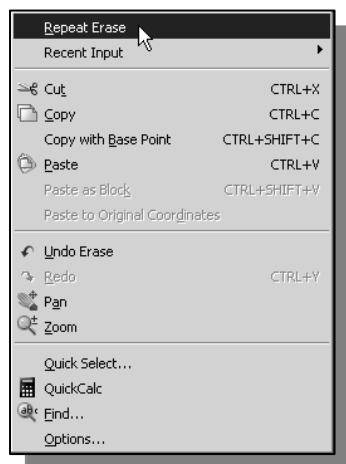 Repeat Erase
Recent Input
Cut CTRL+X
Copy CTRL+C
Copy with Base Point CTRL+SHIFT+C
Paste CTRL+V
Paste as Block CTRL+SHIFT+V
Paste to Original Coordinates
Undo Erase
Redo CTRL+Y
Pan
Zoom
Quick Select...
QuickCalc
Find...
Options...